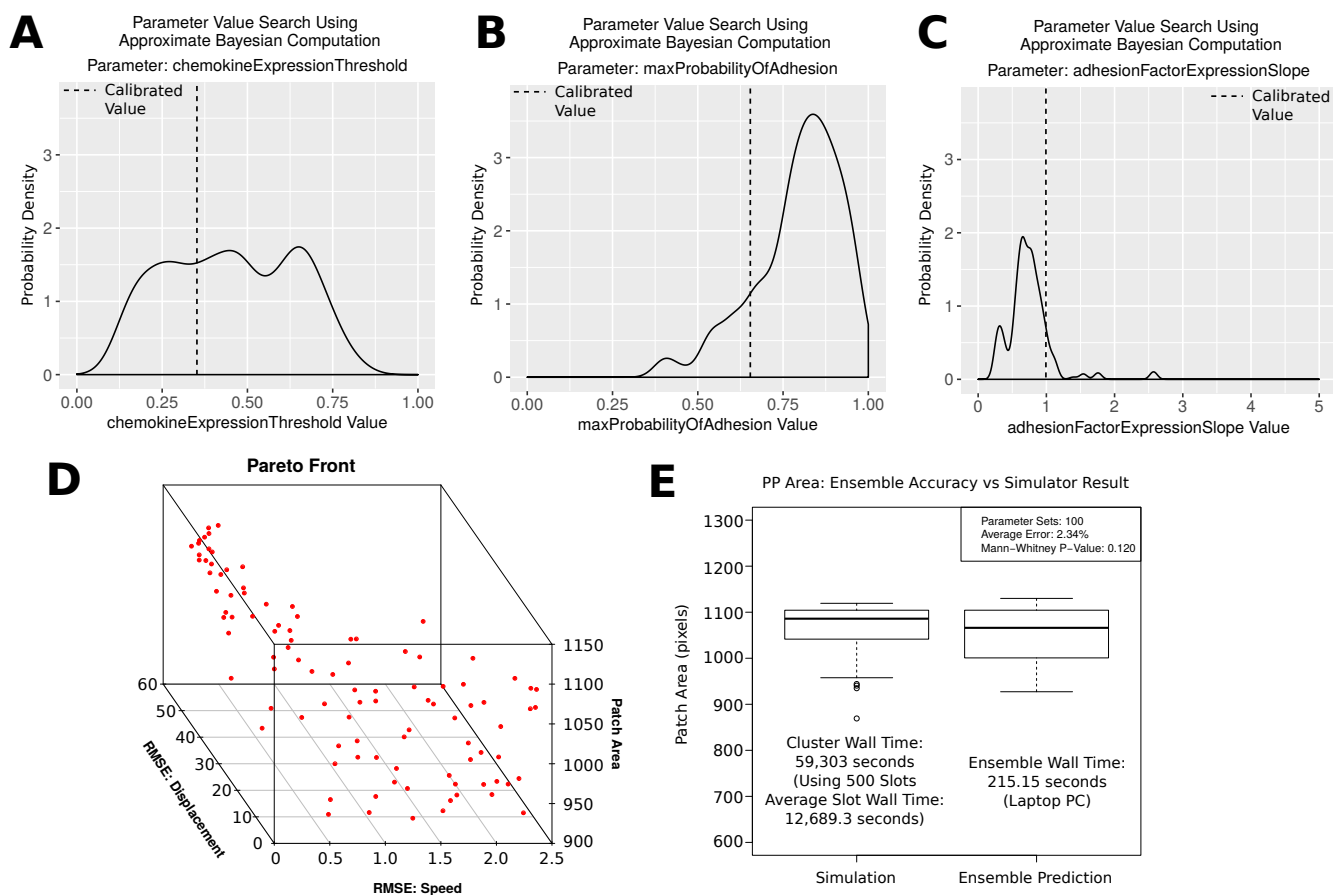 A
Parameter Value Search Using
Approximate Bayesian Computation
Parameter: chemokineExpressionThreshold
Calibrated
Value
Probability Density
3
2
1
0
0.00
0.25
0.50
0.75
1.00
chemokineExpressionThreshold Value
B
Parameter Value Search Using
Approximate Bayesian Computation
Parameter: maxProbabilityOfAdhesion
Calibrated
Value
Probability Density
3
2
1
0
0.00
0.25
0.50
0.75
1.00
maxProbabilityOfAdhesion Value
C
Parameter Value Search Using
Approximate Bayesian Computation
Parameter: adhesionFactorExpressionSlope
Calibrated
Value
Probability Density
3
2
1
0
0
1
2
3
4
5
adhesionFactorExpressionSlope Value
D
Pareto Front
60
50
40
30
20
10
0
RMSE: Displacement
0
0.5
1.0
1.5
2.0
2.5
RMSE: Speed
1150
1100
1050
1000
950
900
Patch Area
E
PP Area: Ensemble Accuracy vs Simulator Result
Parameter Sets: 100
Average Error: 2.34%
Mann−Whitney P−Value: 0.120
Patch Area (pixels)
1300
1200
1100
1000
900
800
700
600
Cluster Wall Time:
59,303 seconds
(Using 500 Slots
Average Slot Wall Time:
12,689.3 seconds)
Ensemble Wall Time:
215.15 seconds
(Laptop PC)
Simulation
Ensemble Prediction